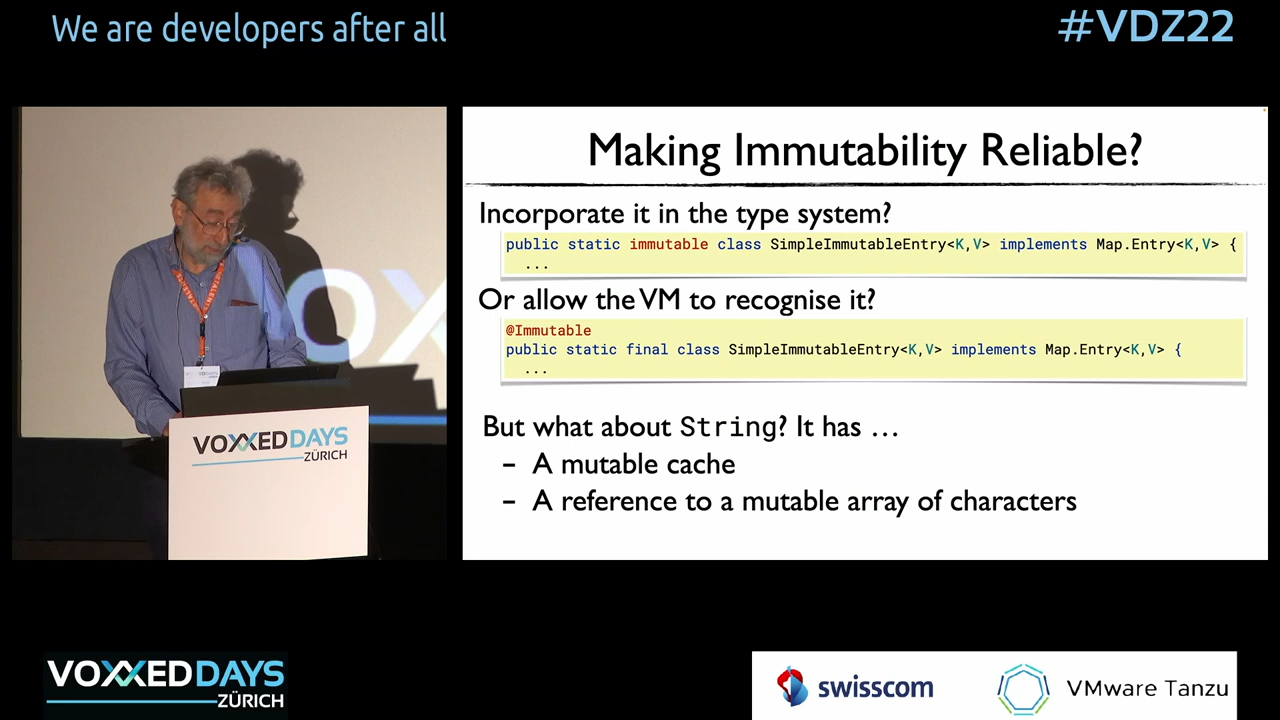 We are developers after all
#VDZ22
Making Immutability Reliable?
Incorporate it in the type system?
public static immutable class SimpleImmutableEntry<K,V> implements Map.Entry<K,V> {
...
Or allow the VM to recognise it?
@Immutable
public static final class SimpleImmutableEntry<K,V> implements Map.Entry<K,V> {
...
But what about String? It has …
– A mutable cache
– A reference to a mutable array of characters
VOXXED DAYS
ZÜRICH
VOXXED DAYS
ZÜRICH
swisscom
VMware Tanzu